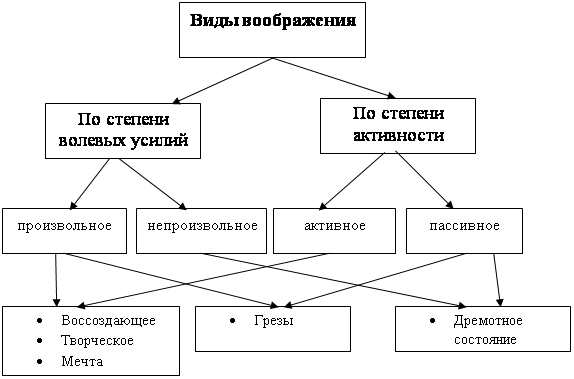 Виды воображения
По степени
волевых усилий
По степени
активности
произвольное
непроизвольное
активное
пассивное
• Воссоздающее
• Творческое
• Мечта
• Грезы
• Дремотное
состояние